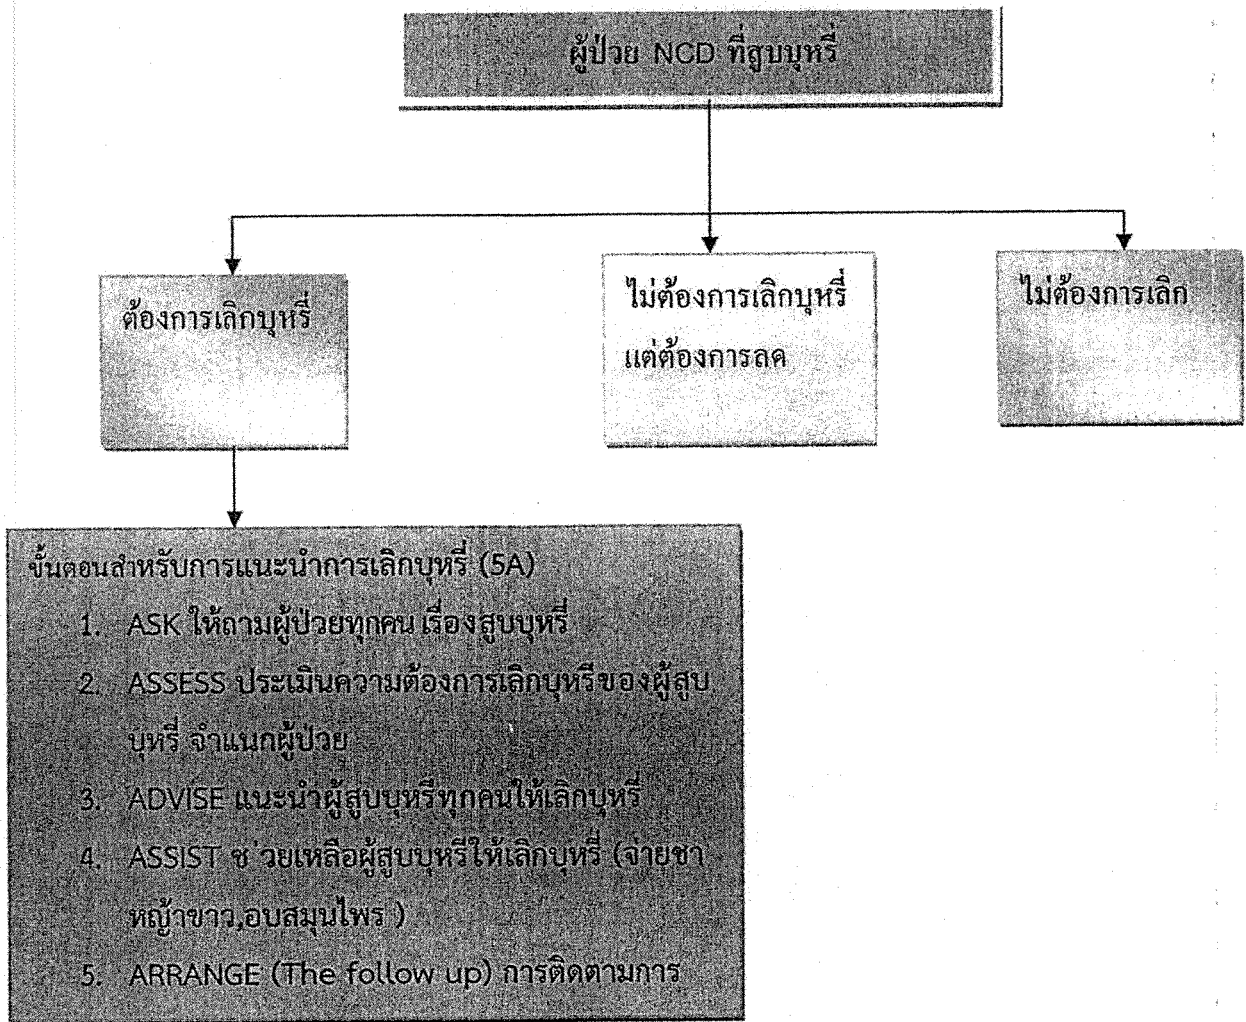 ผู้ป่วย NCD ที่สูบบุหรี่
ต้องการเลิกบุหรี่
ไม่ต้องการเลิกบุหรี่
แต่ต้องการลด
ไม่ต้องการเลิก
ขั้นตอนสำหรับการแนะนำการเลิกบุหรี่ (5A)
1. ASK ให้ถามผู้ป่วยทุกคน เรื่องสูบบุหรี่
2. ASSESS ประเมินความต้องการเลิกบุหรี่ของผู้สูบ
บุหรี่ จำแนกผู้ป่วย
3. ADVISE แนะนำผู้สูบบุหรี่ทุกคนให้เลิกบุหรี่
4. ASSIST ช่วยเหลือผู้สูบบุหรี่ให้เลิกบุหรี่ (จ่ายชา
หญ้าขาว,อบสมุนไพร )
5. ARRANGE (The follow up) การติดตามการ